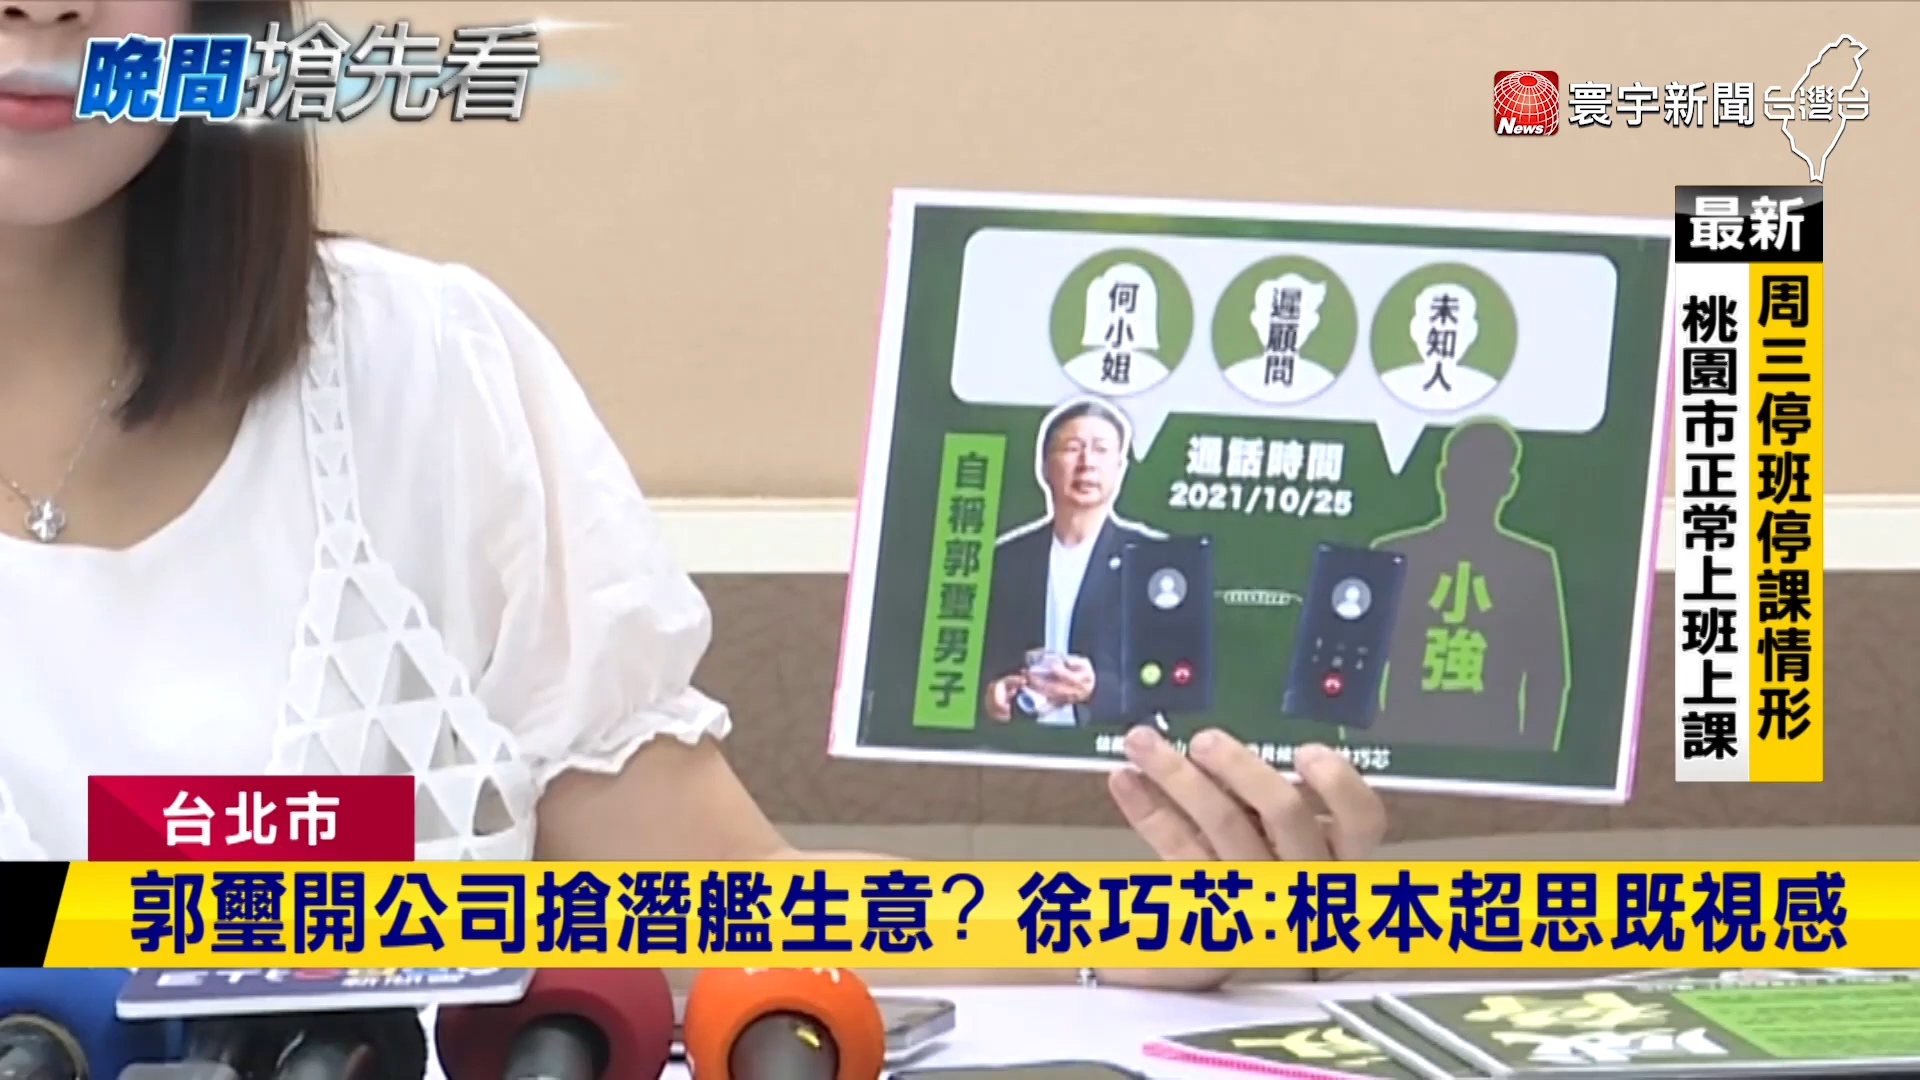 晚間搶先看
News
寰宇新聞
台灣台
最新
周三停班停課情形
桃園市正常上班上課
何小姐
遲顧問
未知人
通話時間
2021/10/25
自稱郭璽男子
小強
台北市
郭璽開公司搶潛艦生意? 徐巧芯:根本超思既視感